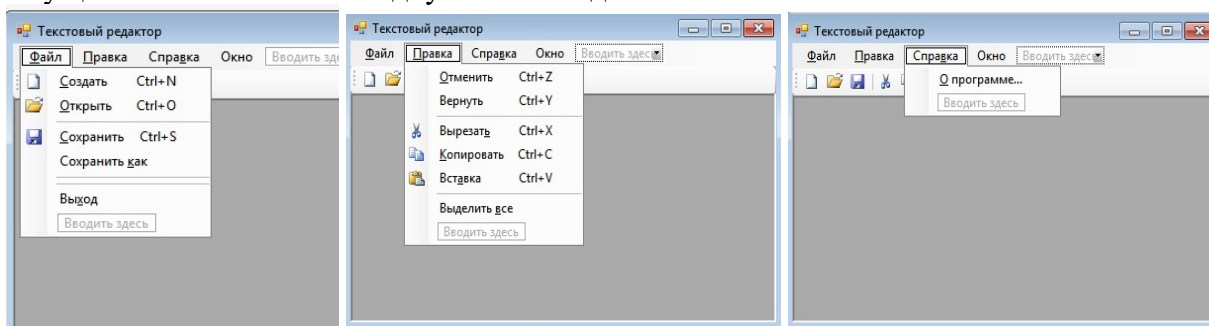 Текстовый редактор
Файл Правка Справка Окно Вводить зде
Создать Ctrl+N
Открыть Ctrl+O
Сохранить Ctrl+S
Сохранить как
Выход
Вводить здесь
Текстовый редактор
Файл Правка Справка Окно Вводить здесь
Отменить Ctrl+Z
Вернуть Ctrl+Y
Вырезать Ctrl+X
Копировать Ctrl+C
Вставка Ctrl+V
Выделить все
Вводить здесь
Текстовый редактор
Файл Правка Справка Окно Вводить здесь
О программе...
Вводить здесь